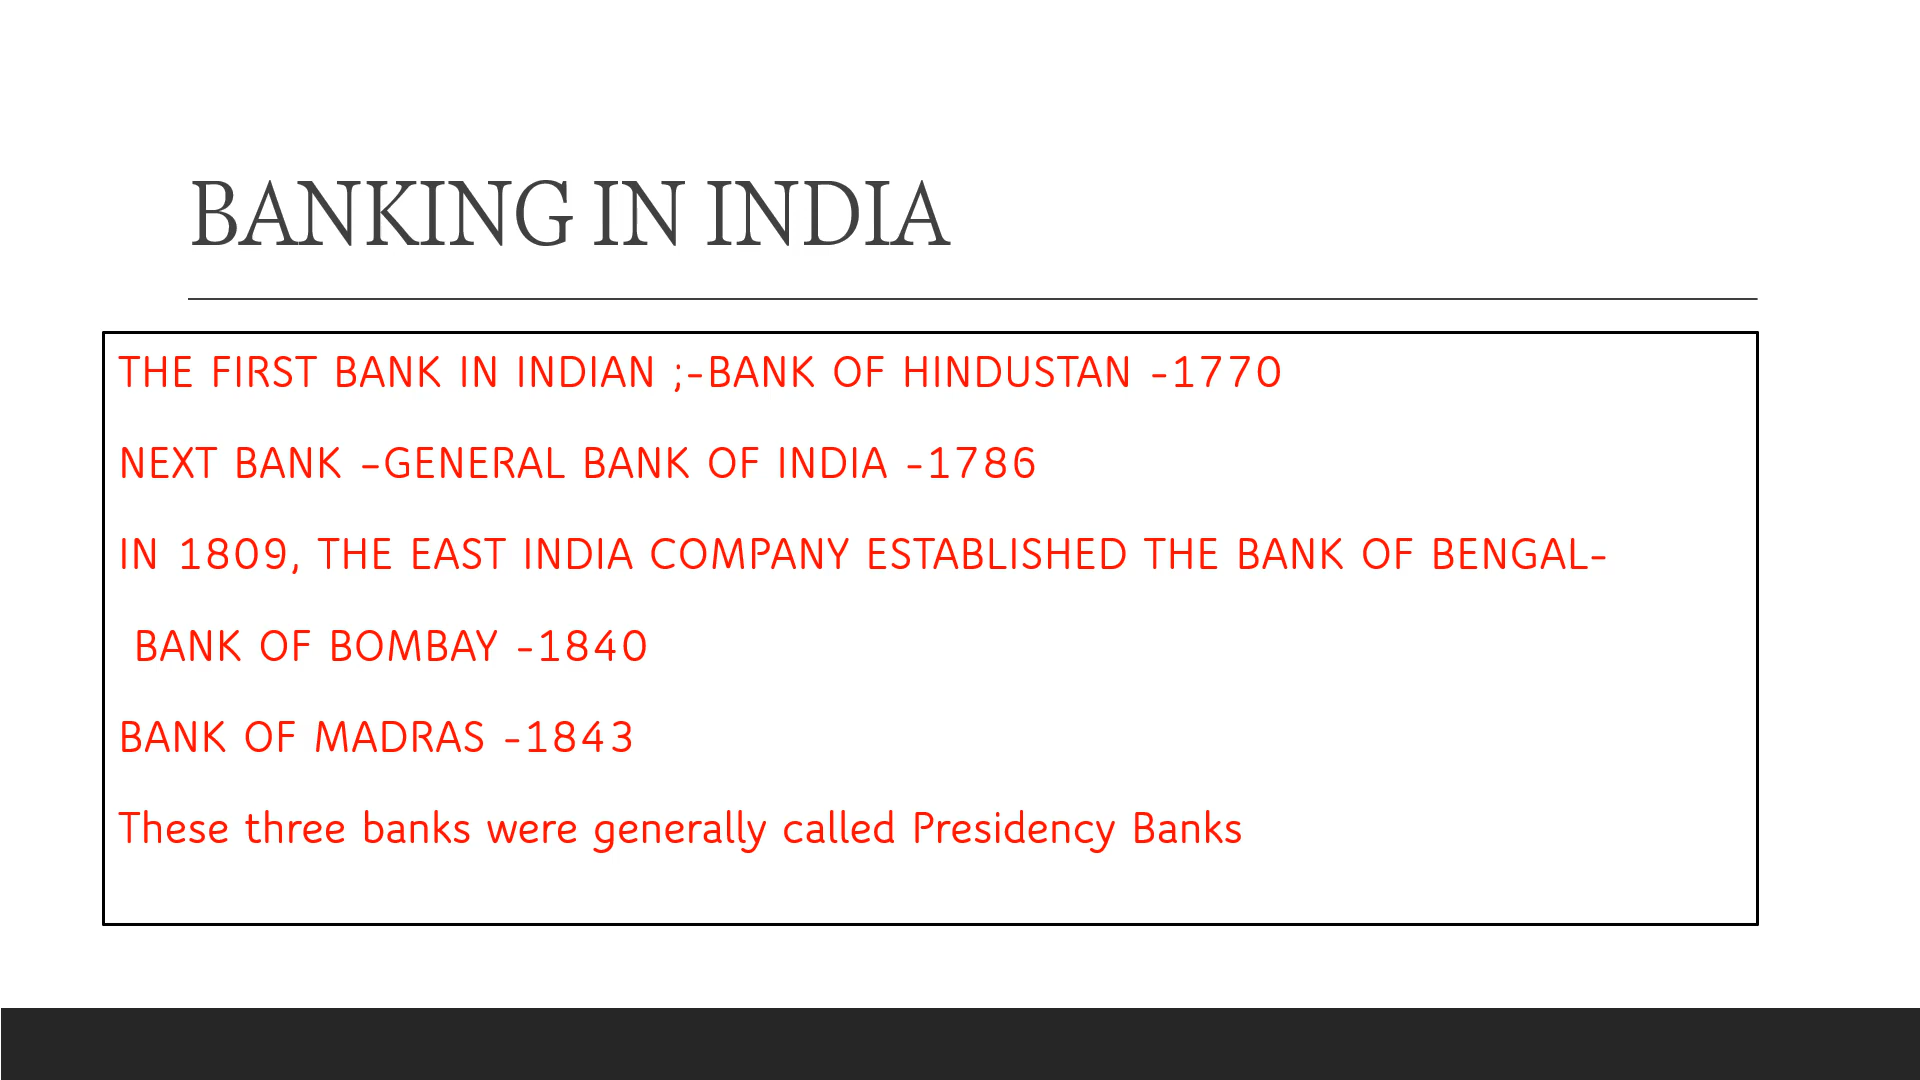 BANKING IN INDIA
THE FIRST BANK IN INDIAN ;-BANK OF HINDUSTAN -1770
NEXT BANK –GENERAL BANK OF INDIA -1786
IN 1809, THE EAST INDIA COMPANY ESTABLISHED THE BANK OF BENGAL-
BANK OF BOMBAY -1840
BANK OF MADRAS -1843
These three banks were generally called Presidency Banks